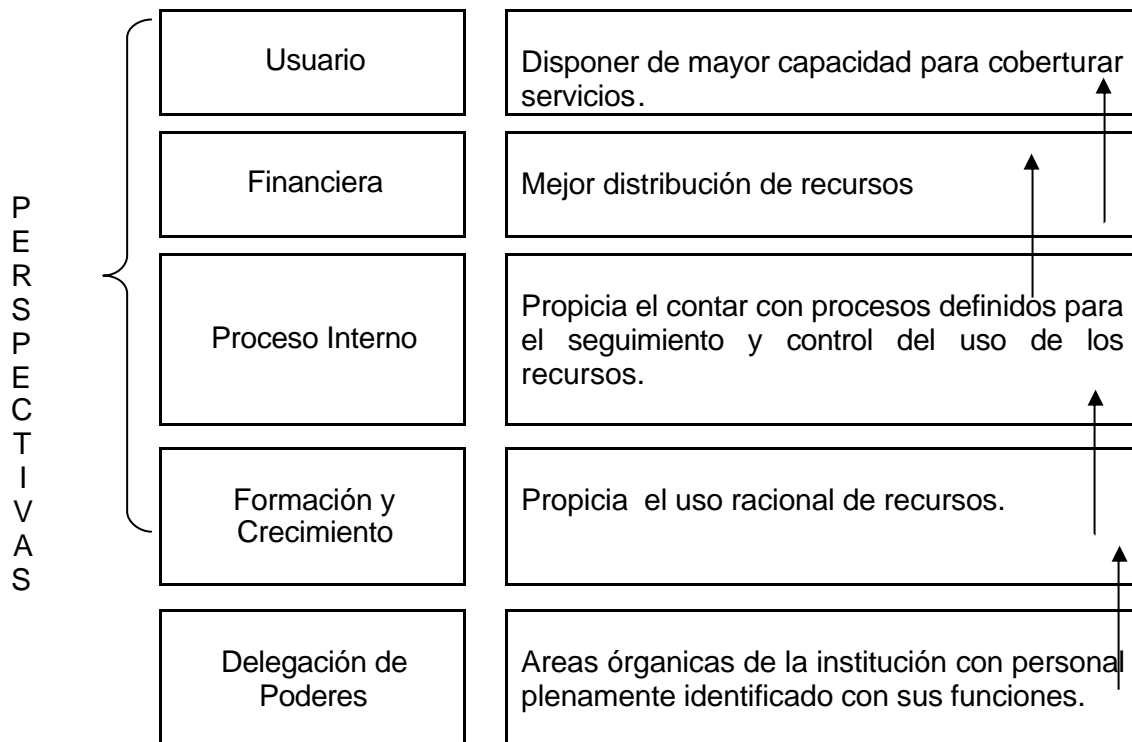 PERSPECTIVAS
Usuario
Disponer de mayor capacidad para coberturar
servicios.
Financiera
Mejor distribución de recursos
Proceso Interno
Propicia el contar con procesos definidos para
el seguimiento y control del uso de los
recursos.
Formación y
Crecimiento
Propicia el uso racional de recursos.
Delegación de
Poderes
Areas órganicas de la institución con personal
plenamente identificado con sus funciones.